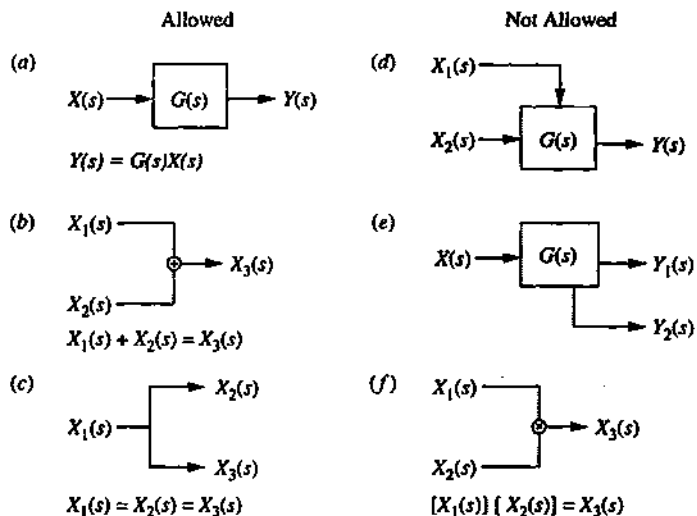 Allowed
Not Allowed
(a)
X(s)
G(s)
Y(s)
Y(s) = G(s)X(s)
(b)
X₁(s)
+
X₃(s)
X₂(s)
X₁(s) + X₂(s) = X₃(s)
(c)
X₂(s)
X₁(s)
X₃(s)
X₁(s) = X₂(s) = X₃(s)
(d)
X₁(s)
X₂(s)
G(s)
Y(s)
(e)
X(s)
G(s)
Y₁(s)
Y₂(s)
(f)
X₁(s)
X₃(s)
X₂(s)
[X₁(s)] [X₂(s)] = X₃(s)